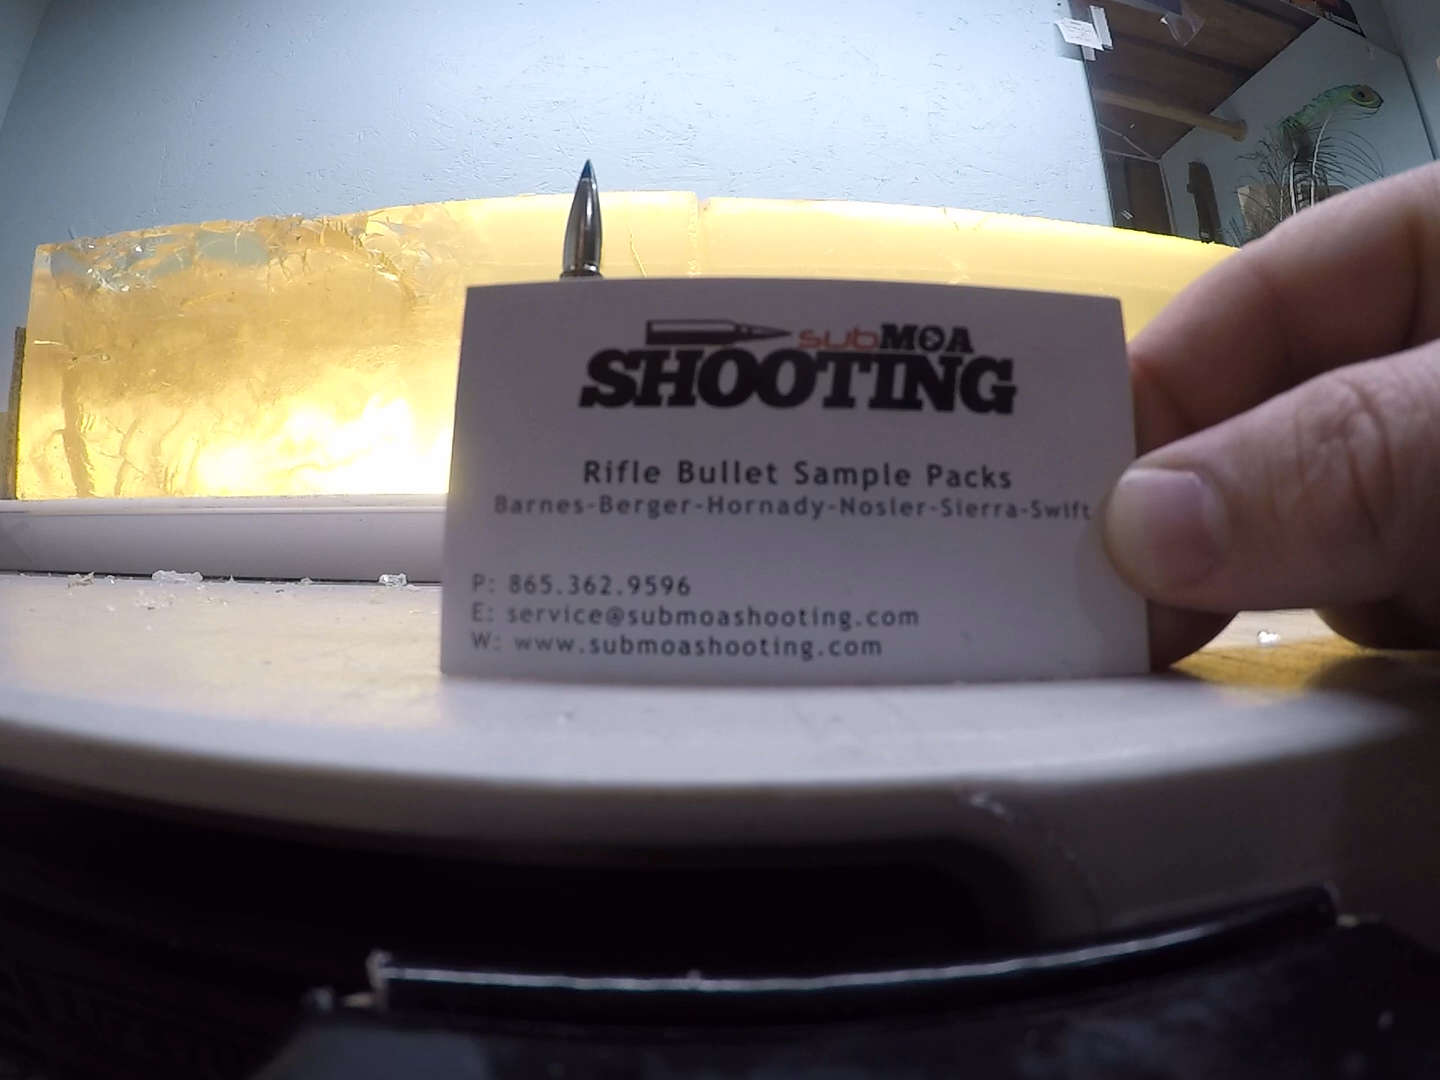 subMOA
SHOOTING
Rifle Bullet Sample Packs
Barnes-Berger-Hornady-Nosler-Sierra-Swift
P: 865.362.9596
E: service@submoashooting.com
W: www.submoashooting.com